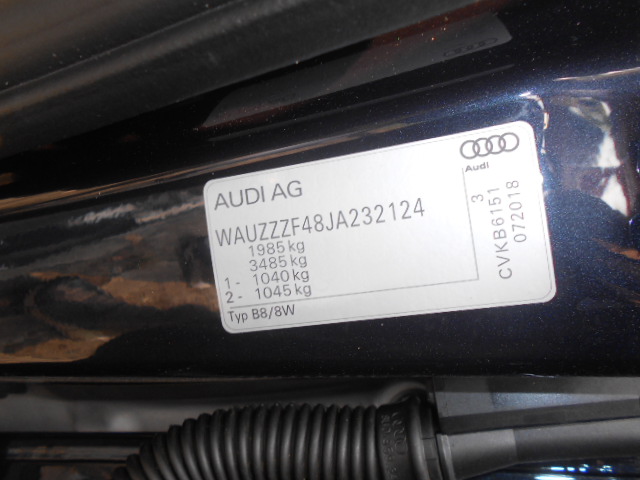 AUDI AG
Audi
WAUZZZF48JA232124
1985 kg
3485 kg
1 - 1040 kg
2 - 1045 kg
Typ B8/8W
3
CVKB6151
072018